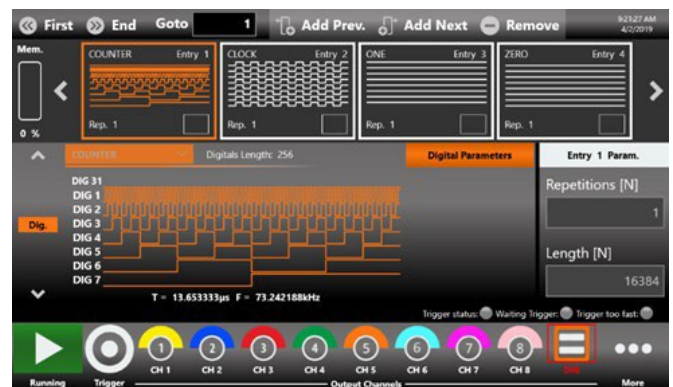 First End Goto 1 Add Prev. Add Next Remove 9:21:27 AM
4/2/2019
Mem.
COUNTER Entry 1 CLOCK Entry 2 ONE Entry 3 ZERO Entry 4
Rep. 1 Rep. 1 Rep. 1 Rep. 1
0 %
COUNTER Digitals Length: 256 Digital Parameters Entry 1 Param.
DIG 31
DIG 1
DIG 2
DIG 3
DIG 4
DIG 5
DIG 6
DIG 7
Dig.
T = 13.653333µs F = 73.242188kHz
Repetitions [N]
1
Length [N]
16384
Trigger status: Waiting Trigger: Trigger too fast:
1 2 3 4 5 6 7 8
CH 1 CH 2 CH 3 CH 4 CH 5 CH 6 CH 7 CH 8
Running Trigger Output Channels More